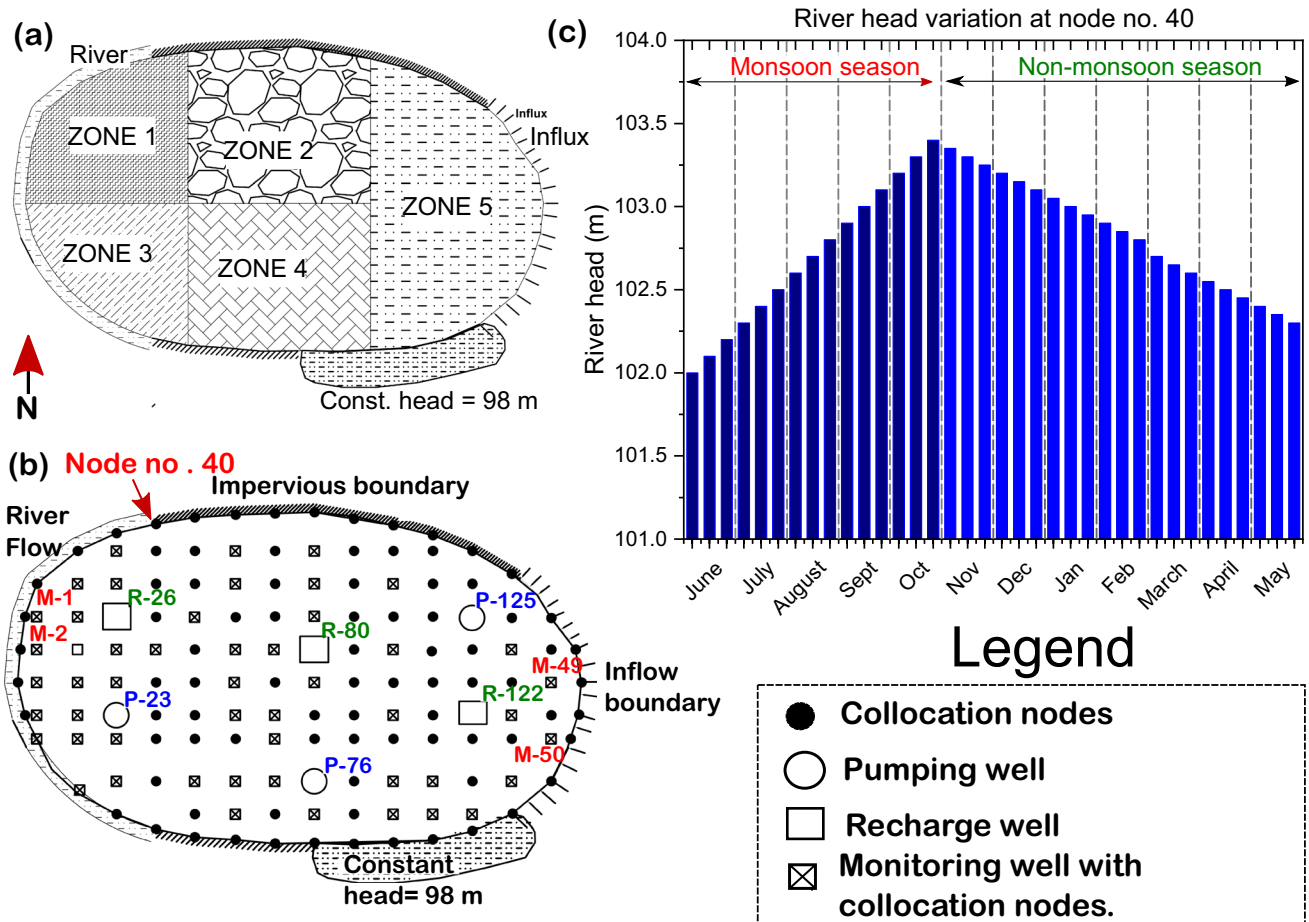 (a)
River
ZONE 1
ZONE 2
ZONE 3
ZONE 4
ZONE 5
Influx
Influx
N
Const. head = 98 m
(b)
Node no . 40
Impervious boundary
River
Flow
M-1
M-2
R-26
R-80
P-125
P-23
R-122
M-49
M-50
P-76
Inflow
boundary
Constant
head= 98 m
(c)
River head variation at node no. 40
Monsoon season
Non-monsoon season
River head (m)
104.0
103.5
103.0
102.5
102.0
101.5
101.0
June
July
August
Sept
Oct
Nov
Dec
Jan
Feb
March
April
May
Legend
Collocation nodes
Pumping well
Recharge well
Monitoring well with
collocation nodes.